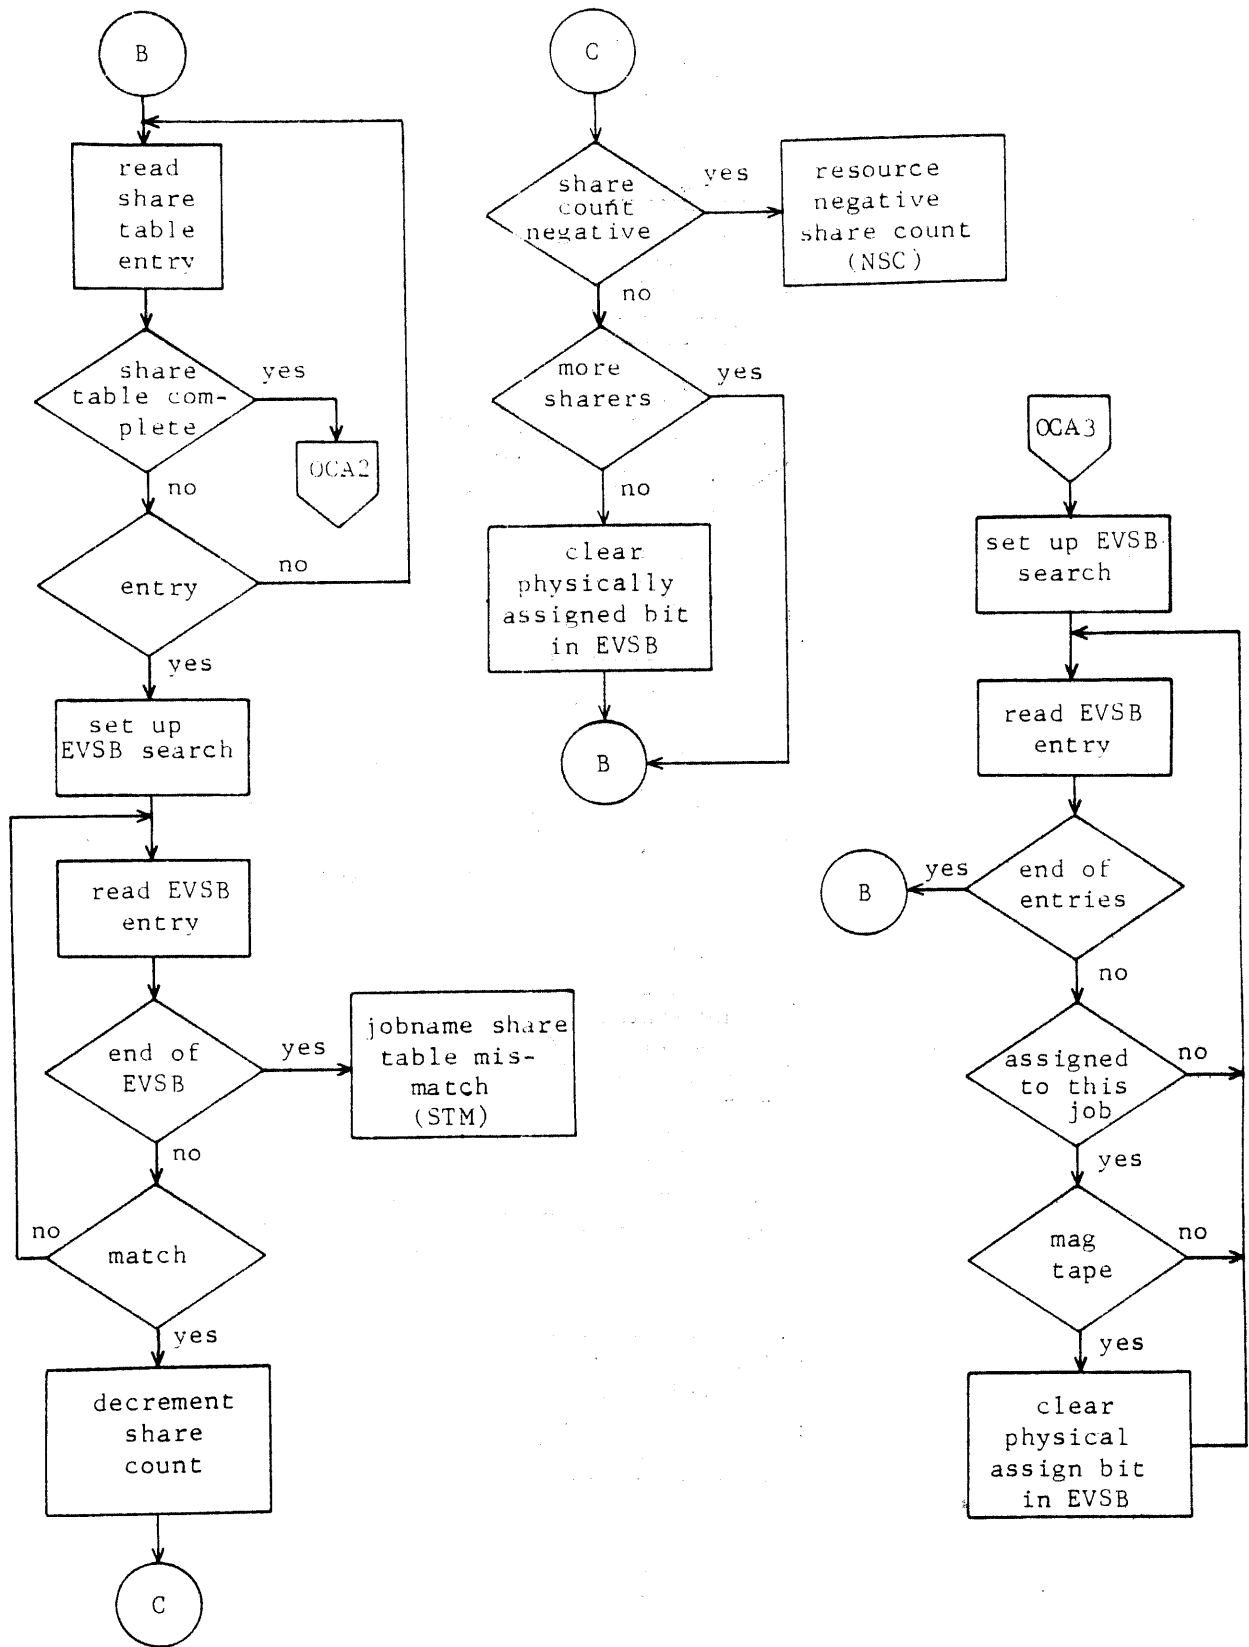 B
read
share
table
entry
share
table com-
plete
yes
OCA2
no
entry
no
yes
set up
EVSB search
read EVSB
entry
end of
EVSB
yes
jobname share
table mis-
match
(STM)
no
match
no
yes
decrement
share
count
C
C
share
count
negative
yes
resource
negative
share count
(NSC)
no
more
sharers
yes
no
clear
physically
assigned bit
in EVSB
B
OCA3
set up EVSB
search
read EVSB
entry
end of
entries
yes
B
no
assigned
to this
job
no
yes
mag
tape
no
yes
clear
physical
assign bit
in EVSB